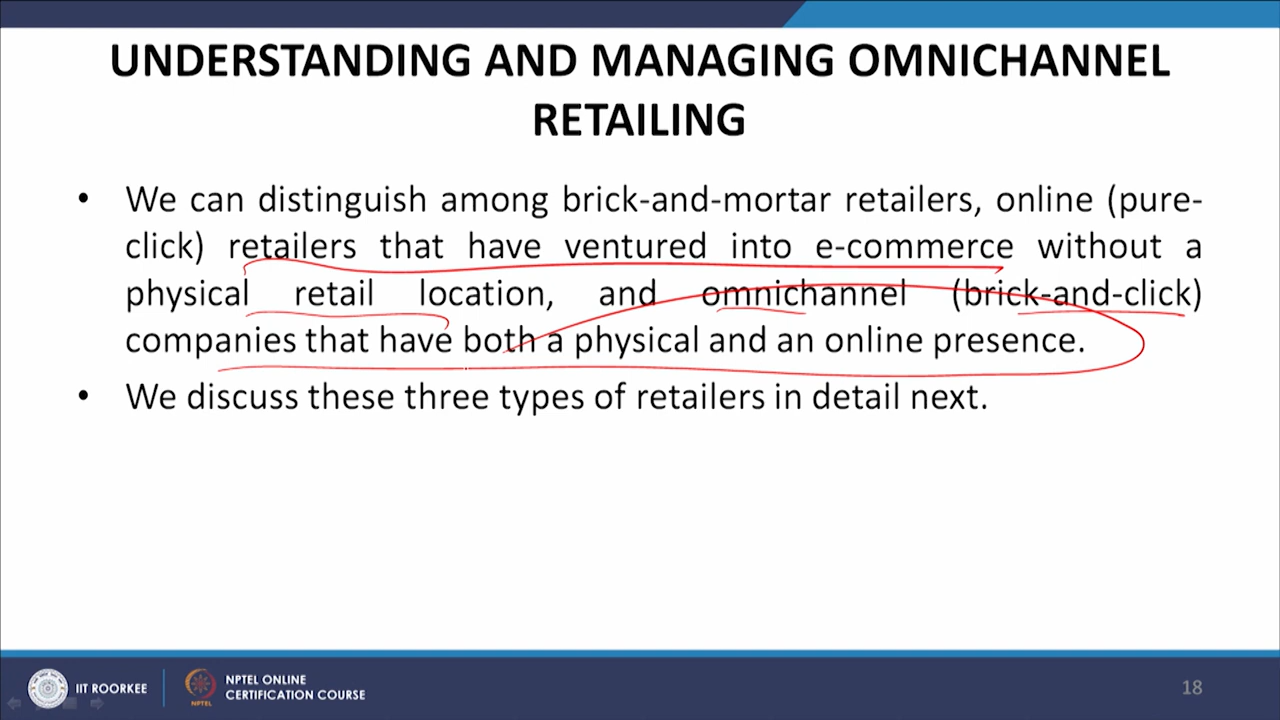 UNDERSTANDING AND MANAGING OMNICHANNEL
RETAILING
• We can distinguish among brick-and-mortar retailers, online (pure-
click) retailers that have ventured into e-commerce without a
physical retail location, and omnichannel (brick-and-click)
companies that have both a physical and an online presence.
• We discuss these three types of retailers in detail next.
IIT ROORKEE
NPTEL
NPTEL ONLINE
CERTIFICATION COURSE
18